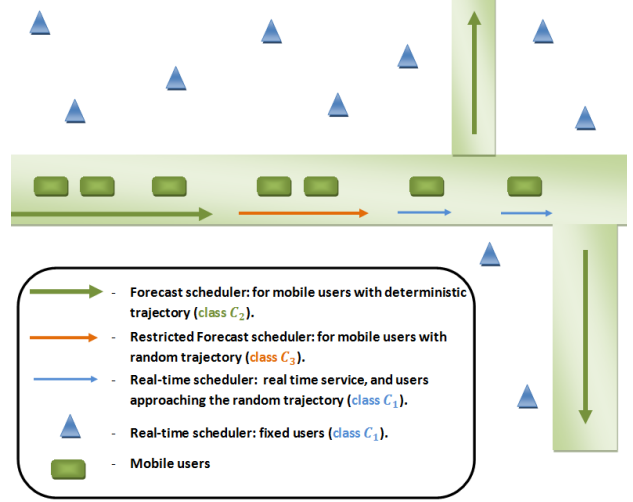 - Forecast scheduler: for mobile users with deterministic
trajectory (class C₂).
- Restricted Forecast scheduler: for mobile users with
random trajectory (class C₃).
- Real-time scheduler: real time service, and users
approaching the random trajectory (class C₁).
- Real-time scheduler: fixed users (class C₁).
- Mobile users